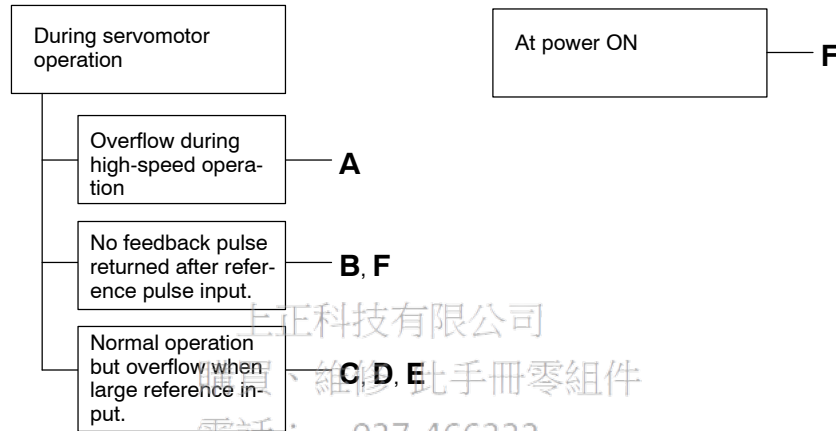 During servomotor
operation
At power ON
F
Overflow during
high-speed opera-
tion
A
No feedback pulse
returned after refer-
ence pulse input.
B, F
上正科技有限公司
Normal operation
but overflow when
large reference in-
put.
C, D, E
購買、維修 此手冊零組件